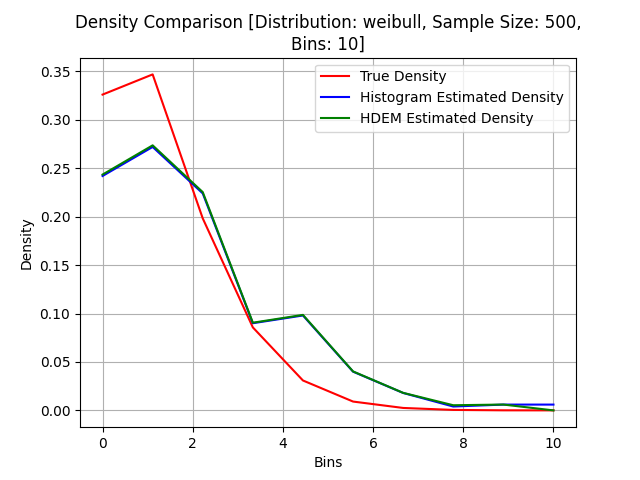 Density Comparison [Distribution: weibull, Sample Size: 500,
Bins: 10]
True Density
Histogram Estimated Density
HDEM Estimated Density
Density
0.35
0.30
0.25
0.20
0.15
0.10
0.05
0.00
0 2 4 6 8 10
Bins